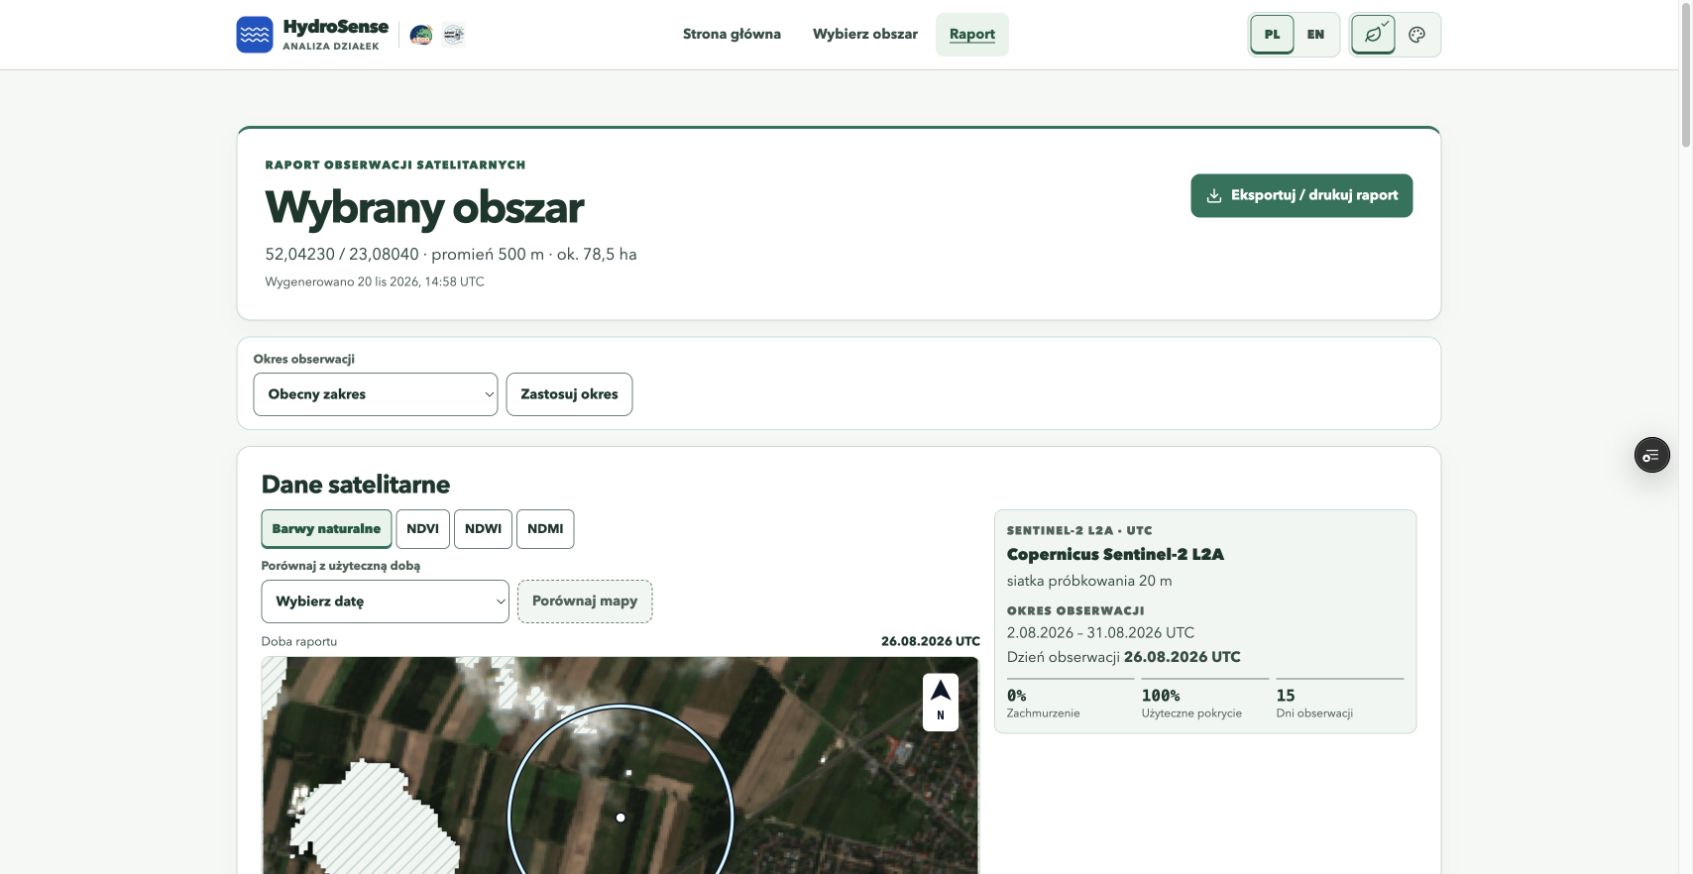 HydroSense
ANALIZA DZIAŁEK
Strona główna
Wybierz obszar
Raport
PL
EN
RAPORT OBSERWACJI SATELITARNYCH
Wybrany obszar
52,04230 / 23,08040 · promień 500 m · ok. 78,5 ha
Wygenerowano 20 lis 2026, 14:58 UTC
Eksportuj / drukuj raport
Okres obserwacji
Obecny zakres
Zastosuj okres
Dane satelitarne
Barwy naturalne
NDVI
NDWI
NDMI
Porównaj z użyteczną dobą
Wybierz datę
Porównaj mapy
Doba raportu
26.08.2026 UTC
N
SENTINEL-2 L2A · UTC
Copernicus Sentinel-2 L2A
siatka próbkowania 20 m
OKRES OBSERWACJI
2.08.2026 – 31.08.2026 UTC
Dzień obserwacji 26.08.2026 UTC
0%
Zachmurzenie
100%
Użyteczne pokrycie
15
Dni obserwacji